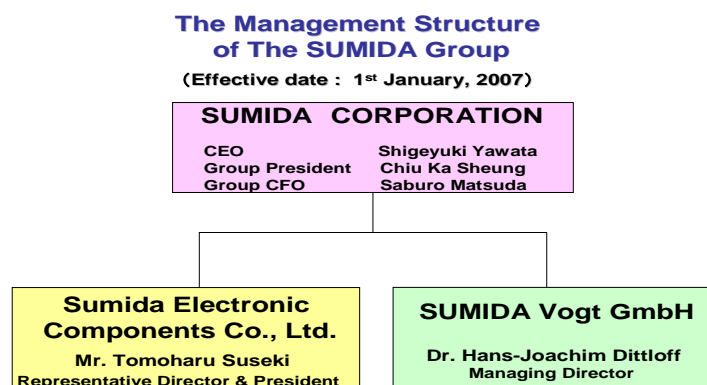 The Management Structure
of The SUMIDA Group
（Effective date : 1st January, 2007）
SUMIDA CORPORATION
CEO Shigeyuki Yawata
Group President Chiu Ka Sheung
Group CFO Saburo Matsuda
Sumida Electronic
Components Co., Ltd.
Mr. Tomoharu Suseki
Representative Director & President
SUMIDA Vogt GmbH
Dr. Hans-Joachim Dittloff
Managing Director